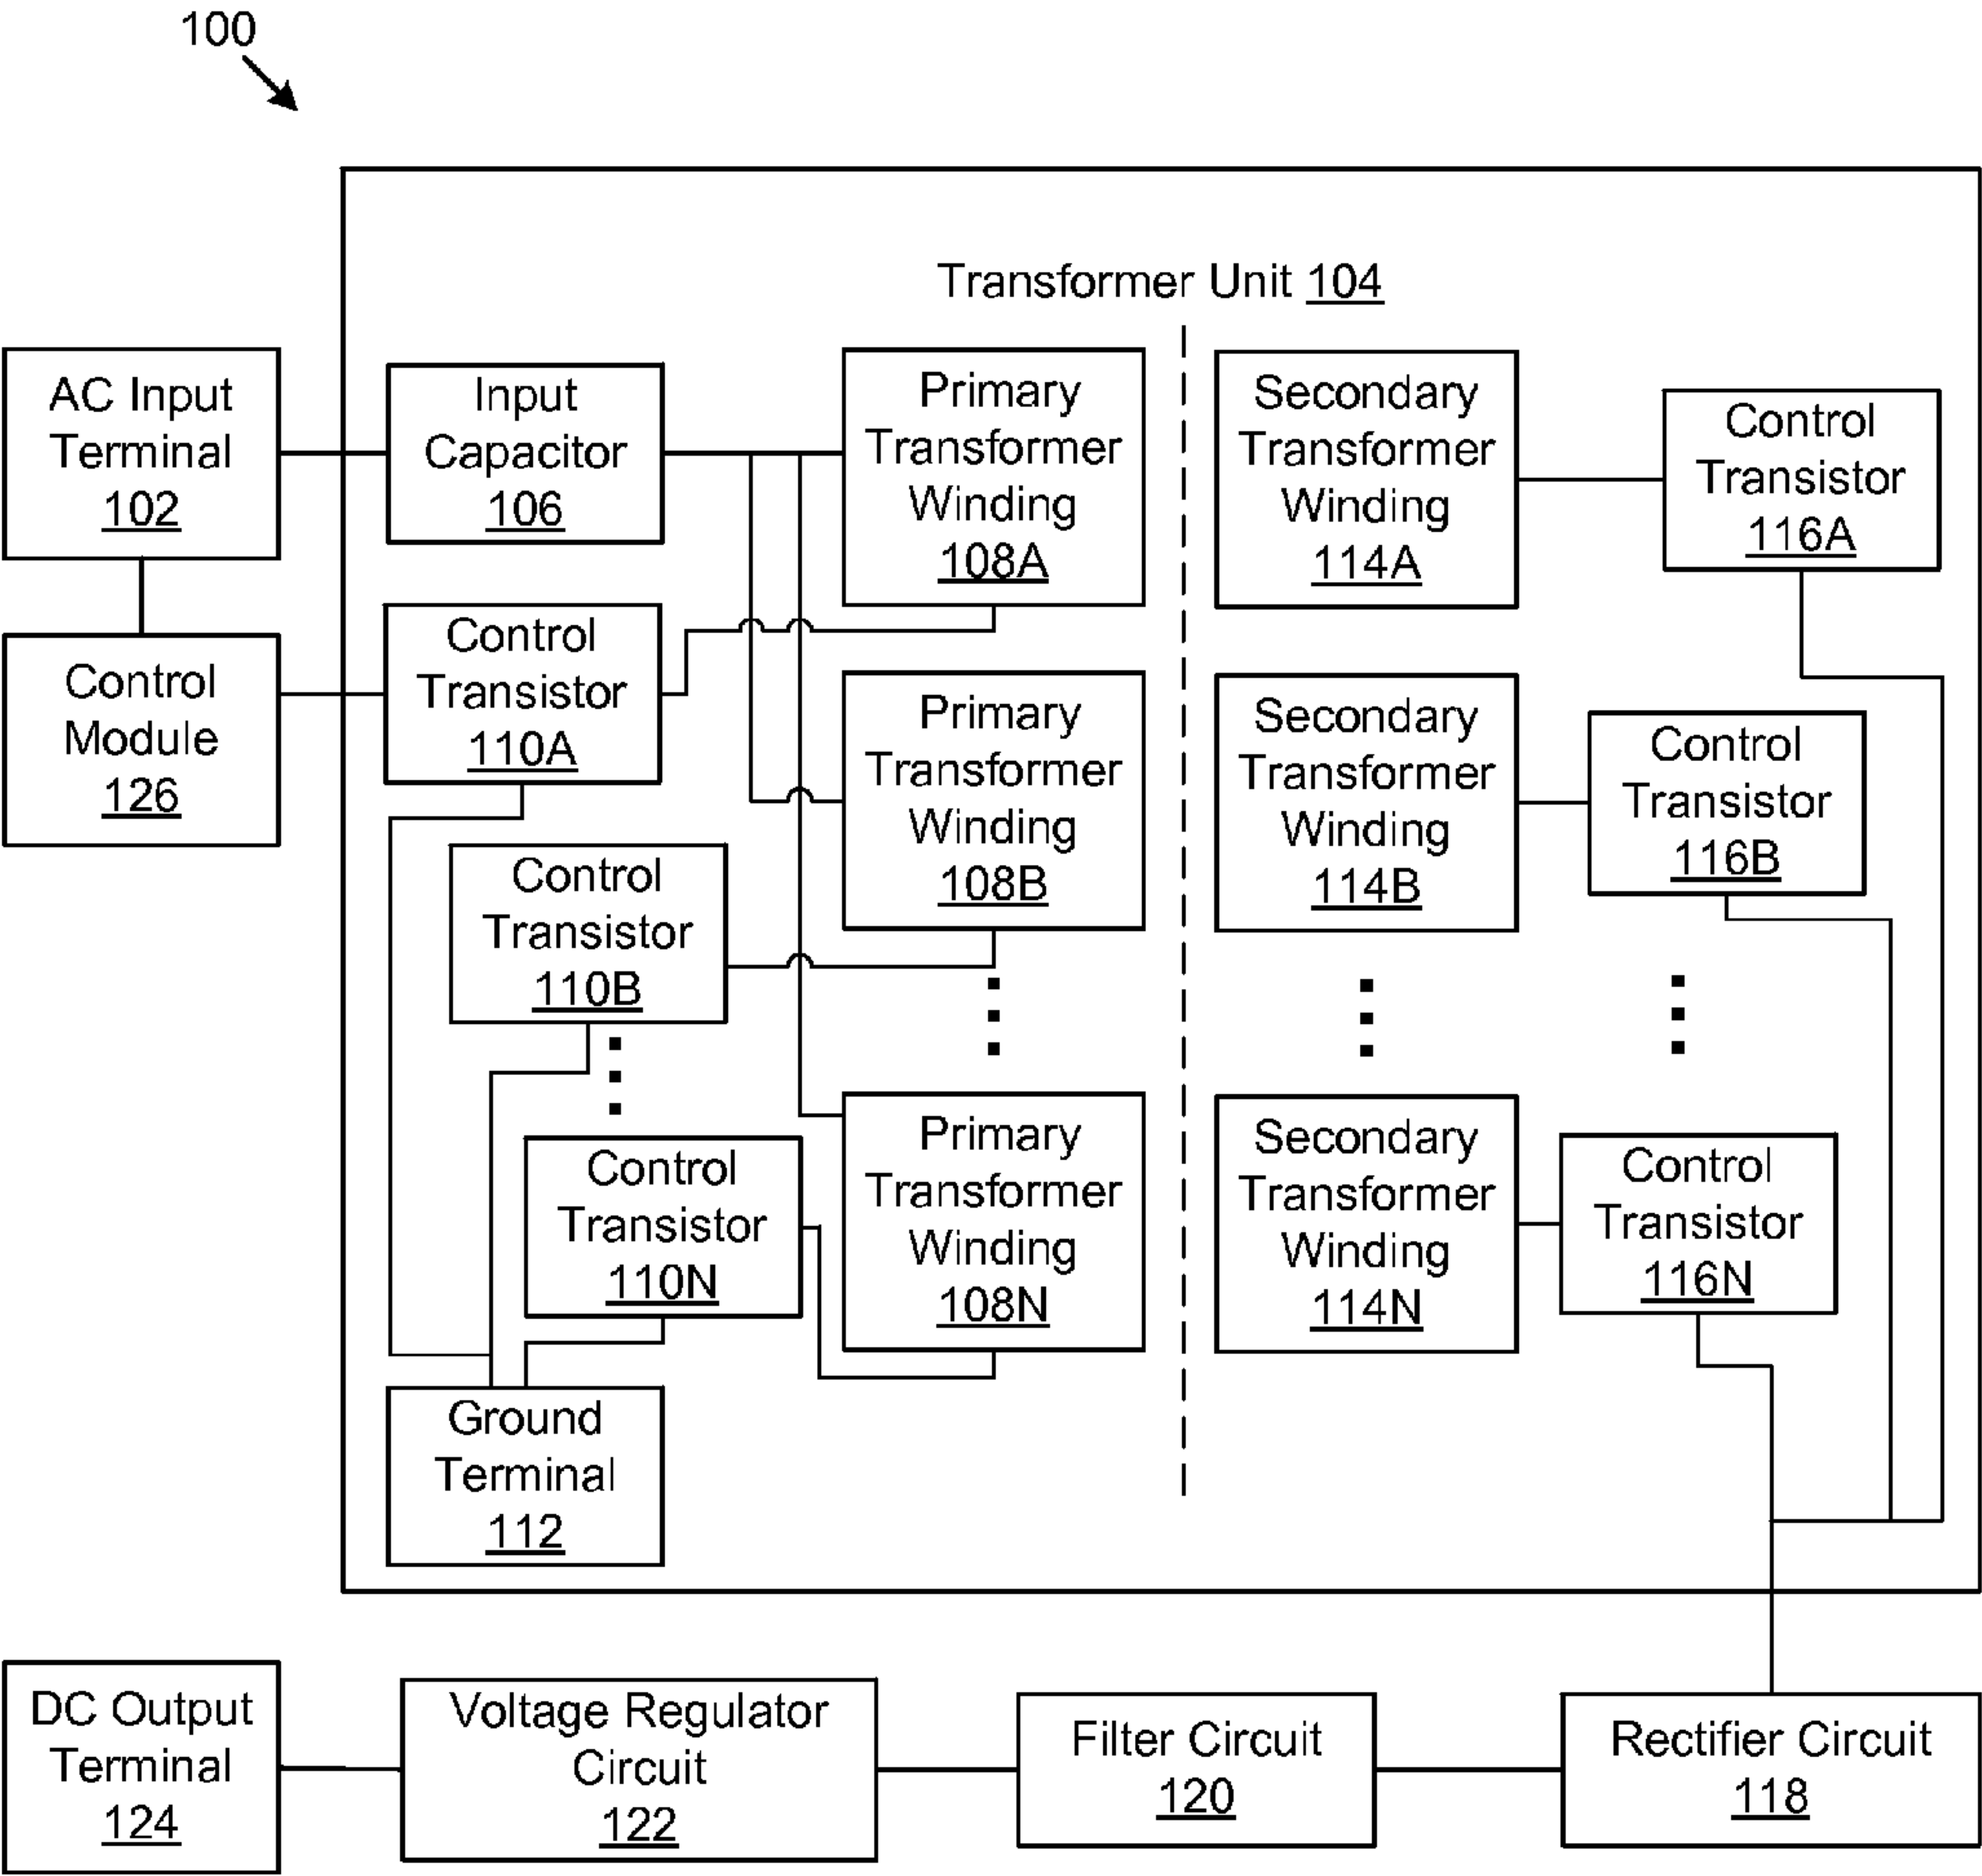 100
Transformer Unit 104
AC Input
Terminal
102
Input
Capacitor
106
Primary
Transformer
Winding
108A
Secondary
Transformer
Winding
114A
Control
Transistor
116A
Control
Module
126
Control
Transistor
110A
Primary
Transformer
Winding
108B
Secondary
Transformer
Winding
114B
Control
Transistor
116B
Control
Transistor
110B
Control
Transistor
110N
Primary
Transformer
Winding
108N
Secondary
Transformer
Winding
114N
Control
Transistor
116N
Ground
Terminal
112
DC Output
Terminal
124
Voltage Regulator
Circuit
122
Filter Circuit
120
Rectifier Circuit
118